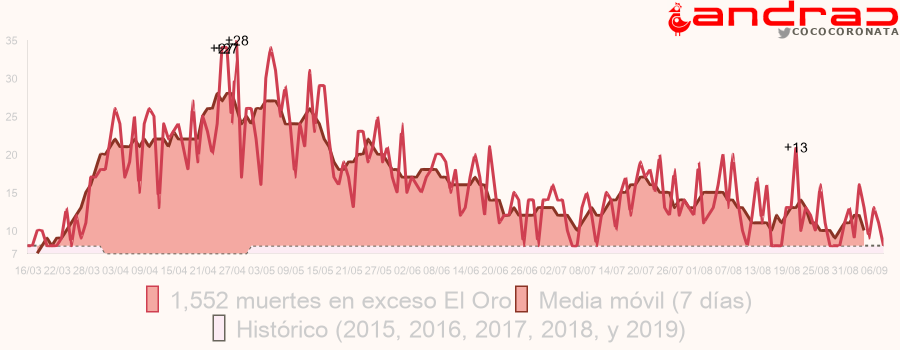 andrac
COCOCORONATA
35
+28
+27
30
25
20
+13
15
10
7
16/03 22/03 28/03 03/04 09/04 15/04 21/04 27/04 03/05 09/05 15/05 21/05 27/05 02/06 08/06 14/06 20/06 26/06 02/07 08/07 14/07 20/07 26/07 01/08 07/08 13/08 19/08 25/08 31/08 06/09
1,552 muertes en exceso El Oro Media móvil (7 días)
Histórico (2015, 2016, 2017, 2018, y 2019)